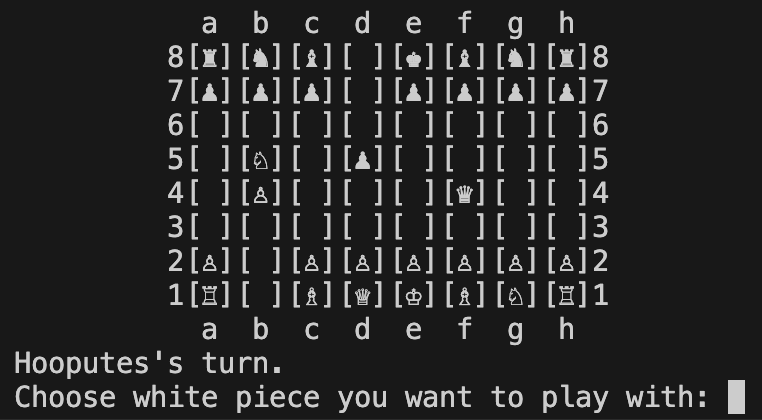 a b c d e f g h
8[♜][♞][♝][ ][♚][♝][♞][♜]8
7[♟][♟][♟][ ][♟][♟][♟][♟]7
6[ ][ ][ ][ ][ ][ ][ ][ ]6
5[ ][♘][ ][♟][ ][ ][ ][ ]5
4[ ][♙][ ][ ][ ][♛][ ][ ]4
3[ ][ ][ ][ ][ ][ ][ ][ ]3
2[♙][ ][♙][♙][♙][♙][♙][♙]2
1[♖][ ][♗][♕][♔][♗][♘][♖]1
a b c d e f g h
Hooputes's turn.
Choose white piece you want to play with: